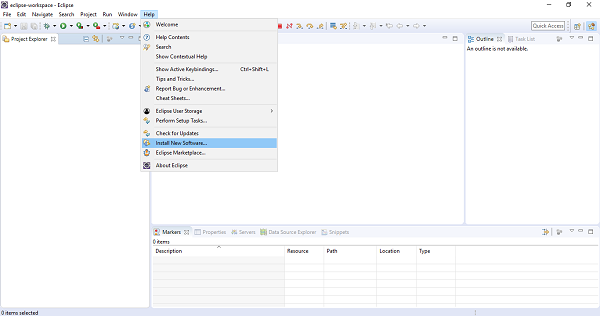 eclipse-workspace - Eclipse
File Edit Navigate Search Project Run Window Help
Quick Access
Project Explorer
Welcome
Help Contents
Search
Show Contextual Help
Show Active Keybindings... Ctrl+Shift+L
Tips and Tricks...
Report Bug or Enhancement...
Cheat Sheets...
Eclipse User Storage
Perform Setup Tasks...
Check for Updates
Install New Software...
Eclipse Marketplace...
About Eclipse
Outline Task List
An outline is not available.
Markers Properties Servers Data Source Explorer Snippets
0 items
Description Resource Path Location Type
0 items selected